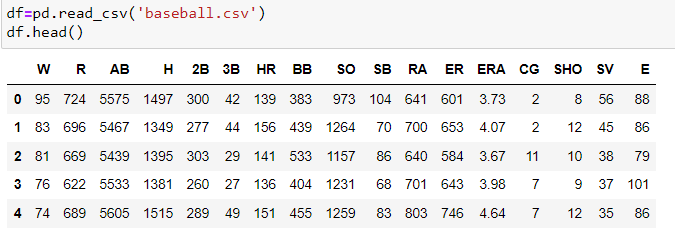 df=pd.read_csv('baseball.csv')
df.head()
W R AB H 2B 3B HR BB SO SB RA ER ERA CG SHO SV E
0 95 724 5575 1497 300 42 139 383 973 104 641 601 3.73 2 8 56 88
1 83 696 5467 1349 277 44 156 439 1264 70 700 653 4.07 2 12 45 86
2 81 669 5439 1395 303 29 141 533 1157 86 640 584 3.67 11 10 38 79
3 76 622 5533 1381 260 27 136 404 1231 68 701 643 3.98 7 9 37 101
4 74 689 5605 1515 289 49 151 455 1259 83 803 746 4.64 7 12 35 86